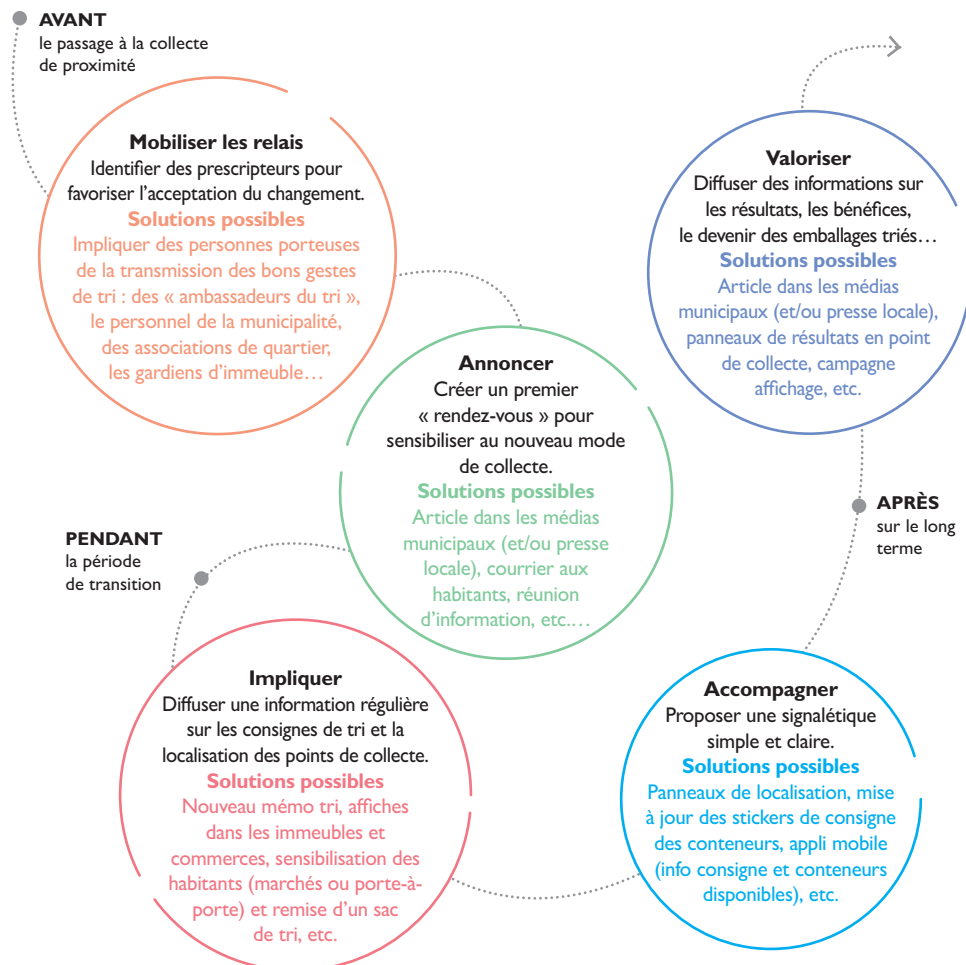 AVANT
le passage à la collecte
de proximité
Mobiliser les relais
Identifier des prescripteurs pour
favoriser l’acceptation du changement.
Solutions possibles
Impliquer des personnes porteuses
de la transmission des bons gestes
de tri : des « ambassadeurs du tri »,
le personnel de la municipalité,
des associations de quartier,
les gardiens d’immeuble…
Annoncer
Créer un premier
« rendez-vous » pour
sensibiliser au nouveau mode
de collecte.
Solutions possibles
Article dans les médias
municipaux (et/ou presse
locale), courrier aux
habitants, réunion
d’information, etc.…
PENDANT
la période
de transition
Impliquer
Diffuser une information régulière
sur les consignes de tri et la
localisation des points de collecte.
Solutions possibles
Nouveau mémo tri, affiches
dans les immeubles et
commerces, sensibilisation des
habitants (marchés ou porte-à-
porte) et remise d’un sac
de tri, etc.
Accompagner
Proposer une signalétique
simple et claire.
Solutions possibles
Panneaux de localisation, mise
à jour des stickers de consigne
des conteneurs, appli mobile
(info consigne et conteneurs
disponibles), etc.
APRÈS
sur le long
terme
Valoriser
Diffuser des informations sur
les résultats, les bénéfices,
le devenir des emballages triés…
Solutions possibles
Article dans les médias
municipaux (et/ou presse locale),
panneaux de résultats en point
de collecte, campagne
affichage, etc.